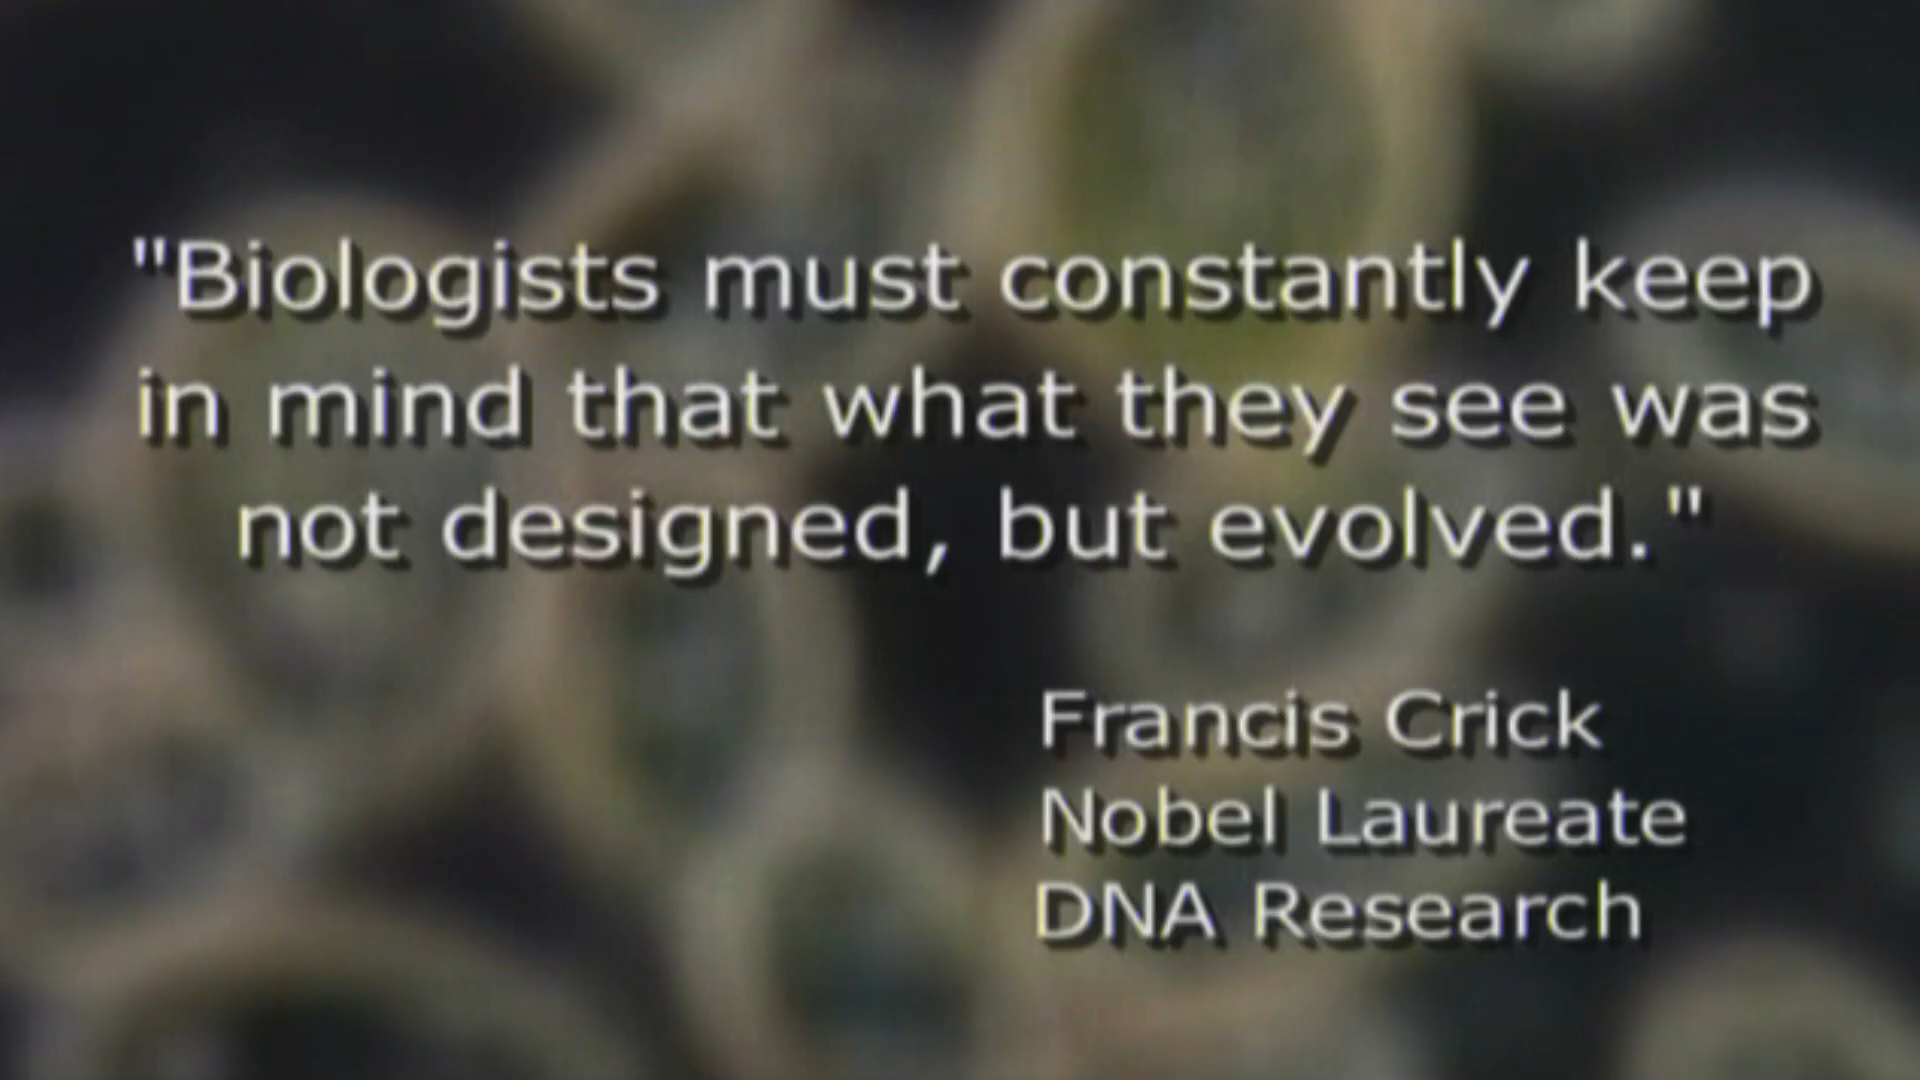 "Biologists must constantly keep
in mind that what they see was
not designed, but evolved."
Francis Crick
Nobel Laureate
DNA Research